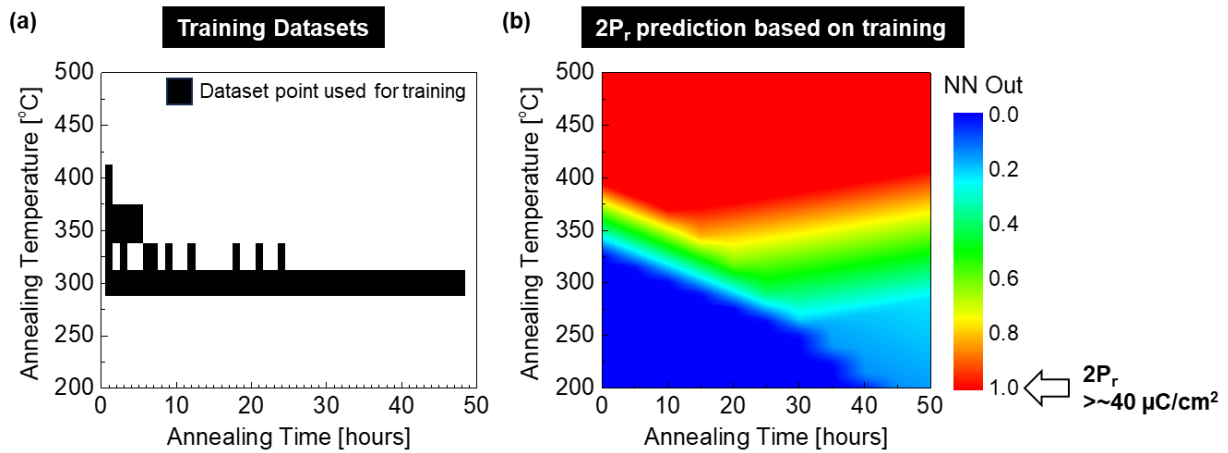 (a)
Training Datasets
500
450
400
350
300
250
200
Annealing Temperature [°C]
Dataset point used for training
0
10
20
30
40
50
Annealing Time [hours]
(b)
2Pr prediction based on training
500
450
400
350
300
250
200
Annealing Temperature [°C]
0
10
20
30
40
50
Annealing Time [hours]
NN Out
0.0
0.2
0.4
0.6
0.8
1.0
2Pr
>~40 µC/cm²